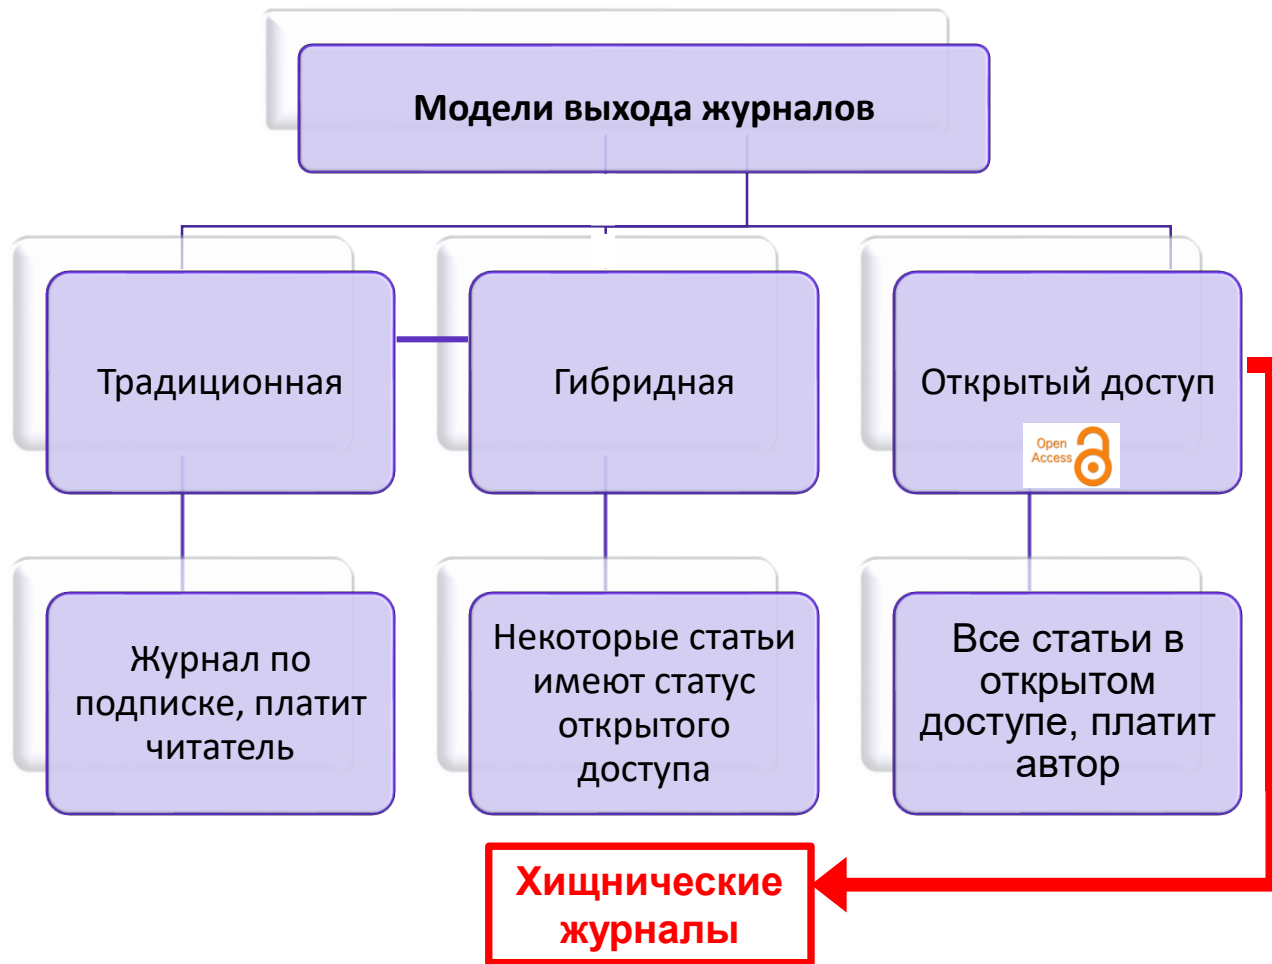 Модели выхода журналов
Традиционная
Гибридная
Открытый доступ
Open
Access
Журнал по
подписке, платит
читатель
Некоторые статьи
имеют статус
открытого
доступа
Все статьи в
открытом
доступе, платит
автор
Хищнические
журналы